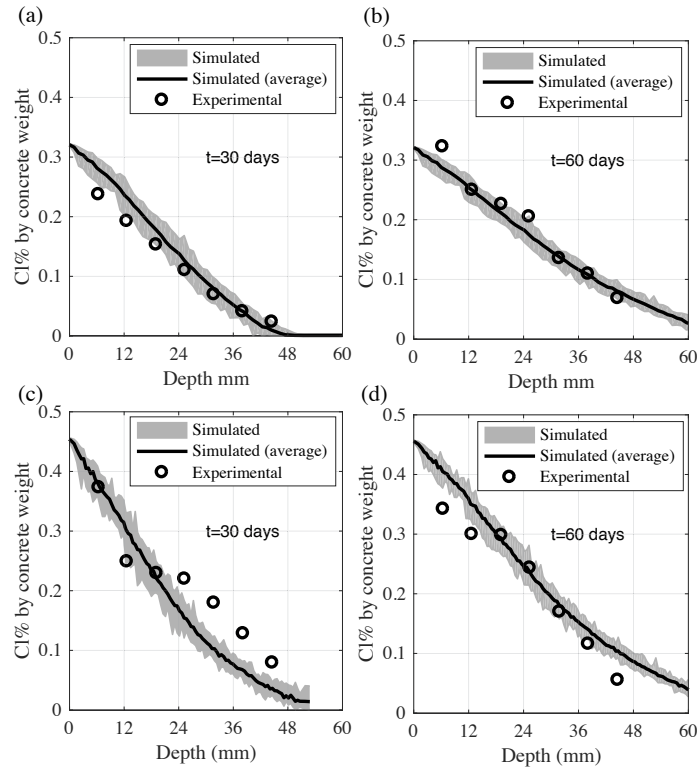 (a)
0.5
0.4
0.3
0.2
0.1
0
Cl% by concrete weight
Simulated
Simulated (average)
Experimental
t=30 days
0 12 24 36 48 60
Depth mm
(b)
0.5
0.4
0.3
0.2
0.1
0
Cl% by concrete weight
Simulated
Simulated (average)
Experimental
t=60 days
0 12 24 36 48 60
Depth mm
(c)
0.5
0.4
0.3
0.2
0.1
0
Cl% by concrete weight
Simulated
Simulated (average)
Experimental
t=30 days
0 12 24 36 48 60
Depth (mm)
(d)
0.5
0.4
0.3
0.2
0.1
0
Cl% by concrete weight
Simulated
Simulated (average)
Experimental
t=60 days
0 12 24 36 48 60
Depth (mm)